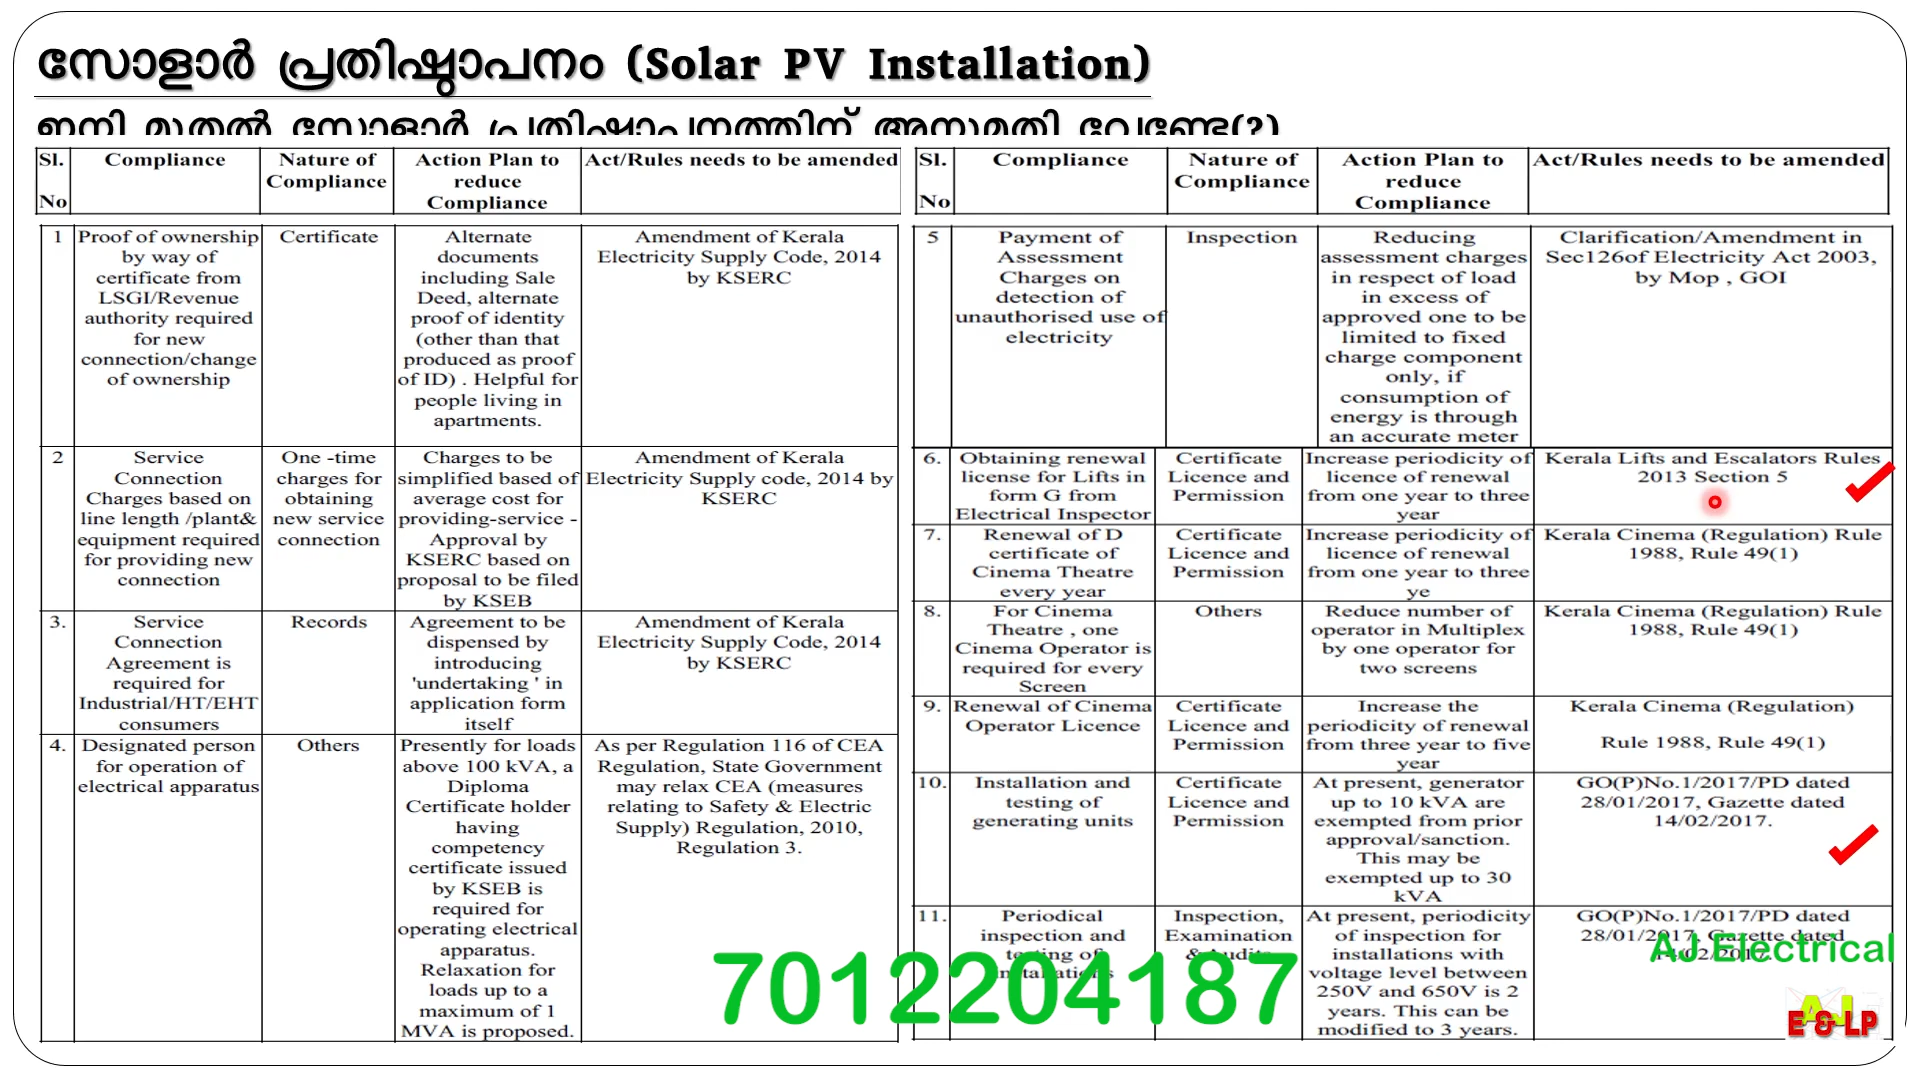 സോളാർ പ്രതിഷ്ഠാപനം (Solar PV Installation)
ഇനി മുതൽ സോളാർ പ്രതിഷ്ഠാപനത്തിന് അനുമതി വേണ്ടേ(?)
Sl. No
Compliance
Nature of Compliance
Action Plan to reduce Compliance
Act/Rules needs to be amended
1
Proof of ownership
by way of
certificate from
LSGI/Revenue
authority required
for new
connection/change
of ownership
Certificate
Alternate
documents
including Sale
Deed, alternate
proof of identity
(other than that
produced as proof
of ID) . Helpful for
people living in
apartments.
Amendment of Kerala
Electricity Supply Code, 2014
by KSERC
2
Service
Connection
Charges based on
line length /plant&
equipment required
for providing new
connection
One -time
charges for
obtaining
new service
connection
Charges to be
simplified based of
average cost for
providing-service -
Approval by
KSERC based on
proposal to be filed
by KSEB
Amendment of Kerala
Electricity Supply code, 2014 by
KSERC
3.
Service
Connection
Agreement is
required for
Industrial/HT/EHT
consumers
Records
Agreement to be
dispensed by
introducing
'undertaking ' in
application form
itself
Amendment of Kerala
Electricity Supply Code, 2014
by KSERC
4.
Designated person
for operation of
electrical apparatus
Others
Presently for loads
above 100 kVA, a
Diploma
Certificate holder
having
competency
certificate issued
by KSEB is
required for
operating electrical
apparatus.
Relaxation for
loads up to a
maximum of 1
MVA is proposed.
As per Regulation 116 of CEA
Regulation, State Government
may relax CEA (measures
relating to Safety & Electric
Supply) Regulation, 2010,
Regulation 3.
Sl. No
Compliance
Nature of Compliance
Action Plan to reduce Compliance
Act/Rules needs to be amended
5
Payment of
Assessment
Charges on
detection of
unauthorised use of
electricity
Inspection
Reducing
assessment charges
in respect of load
in excess of
approved one to be
limited to fixed
charge component
only, if
consumption of
energy is through
an accurate meter
Clarification/Amendment in
Sec126of Electricity Act 2003,
by Mop , GOI
6.
Obtaining renewal
license for Lifts in
form G from
Electrical Inspector
Certificate
Licence and
Permission
Increase periodicity of
licence of renewal
from one year to three
year
Kerala Lifts and Escalators Rules
2013 Section 5
7.
Renewal of D
certificate of
Cinema Theatre
every year
Certificate
Licence and
Permission
Increase periodicity of
licence of renewal
from one year to three
ye
Kerala Cinema (Regulation) Rule
1988, Rule 49(1)
8.
For Cinema
Theatre , one
Cinema Operator is
required for every
Screen
Others
Reduce number of
operator in Multiplex
by one operator for
two screens
Kerala Cinema (Regulation) Rule
1988, Rule 49(1)
9.
Renewal of Cinema
Operator Licence
Certificate
Licence and
Permission
Increase the
periodicity of renewal
from three year to five
year
Kerala Cinema (Regulation)
Rule 1988, Rule 49(1)
10.
Installation and
testing of
generating units
Certificate
Licence and
Permission
At present, generator
up to 10 kVA are
exempted from prior
approval/sanction.
This may be
exempted up to 30
kVA
GO(P)No.1/2017/PD dated
28/01/2017, Gazette dated
14/02/2017.
11.
Periodical
inspection and
testing of
installations
Inspection,
Examination
& Audits
At present, periodicity
of inspection for
installations with
voltage level between
250V and 650V is 2
years. This can be
modified to 3 years.
GO(P)No.1/2017/PD dated
28/01/2017, Gazette dated
14/02/2017.
7012204187
AJ Electrical
AJ
E & LP